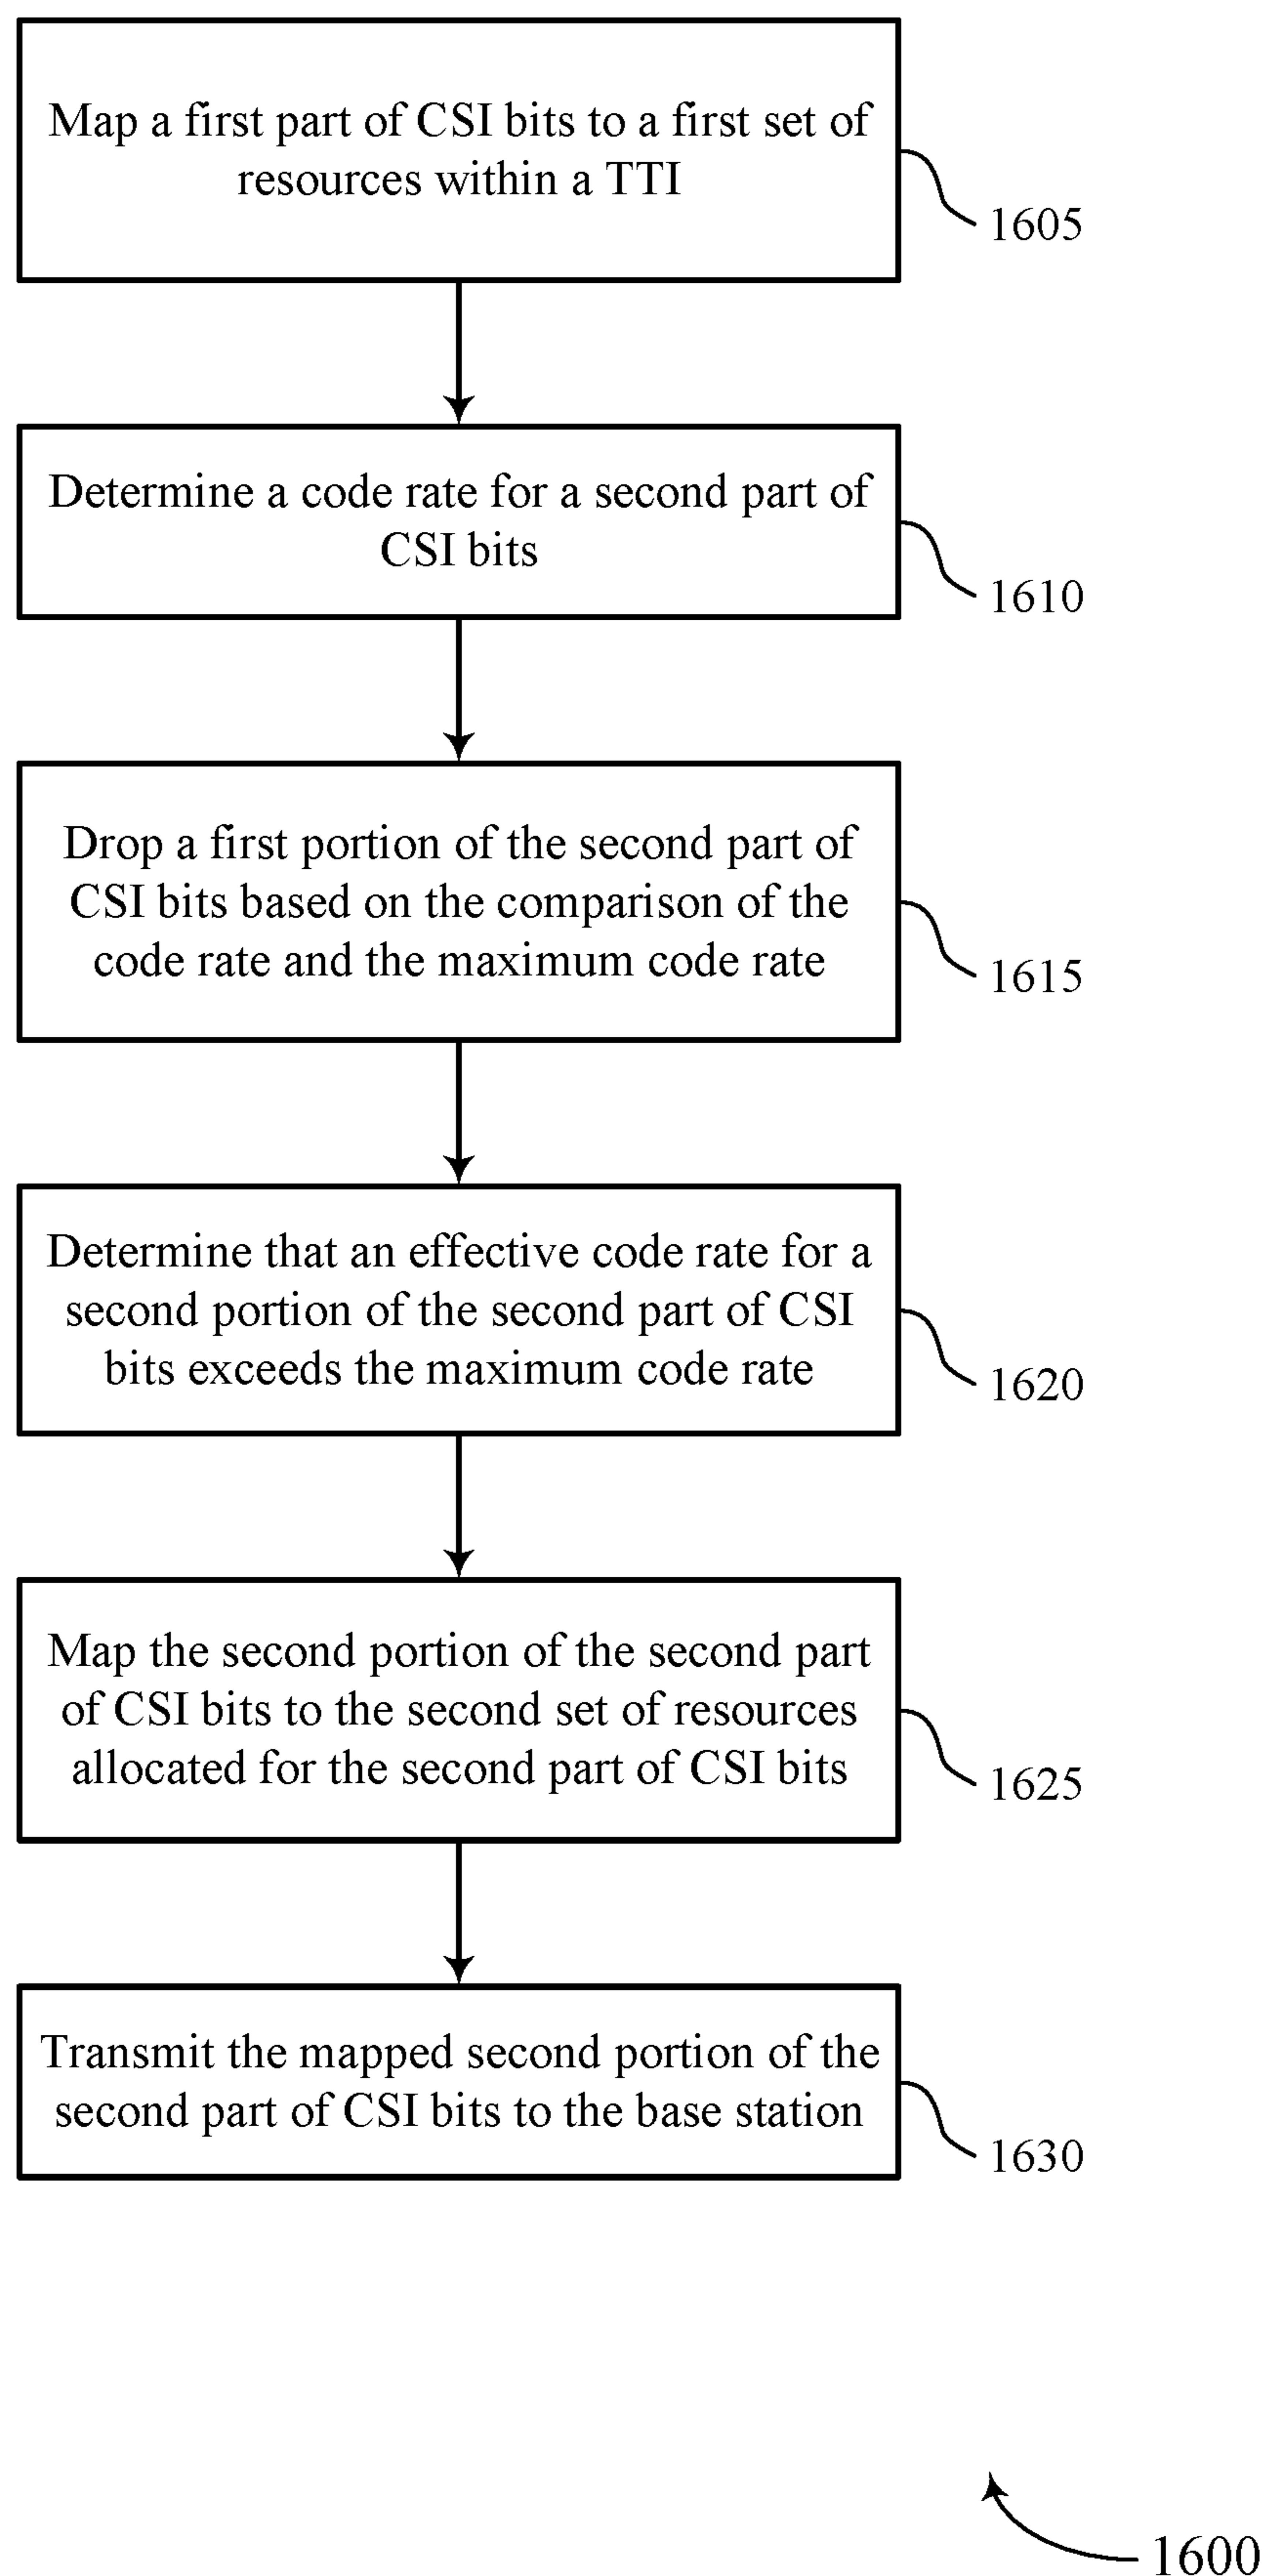 Map a first part of CSI bits to a first set of
resources within a TTI
1605
Determine a code rate for a second part of
CSI bits
1610
Drop a first portion of the second part of
CSI bits based on the comparison of the
code rate and the maximum code rate
1615
Determine that an effective code rate for a
second portion of the second part of CSI
bits exceeds the maximum code rate
1620
Map the second portion of the second part
of CSI bits to the second set of resources
allocated for the second part of CSI bits
1625
Transmit the mapped second portion of the
second part of CSI bits to the base station
1630
1600